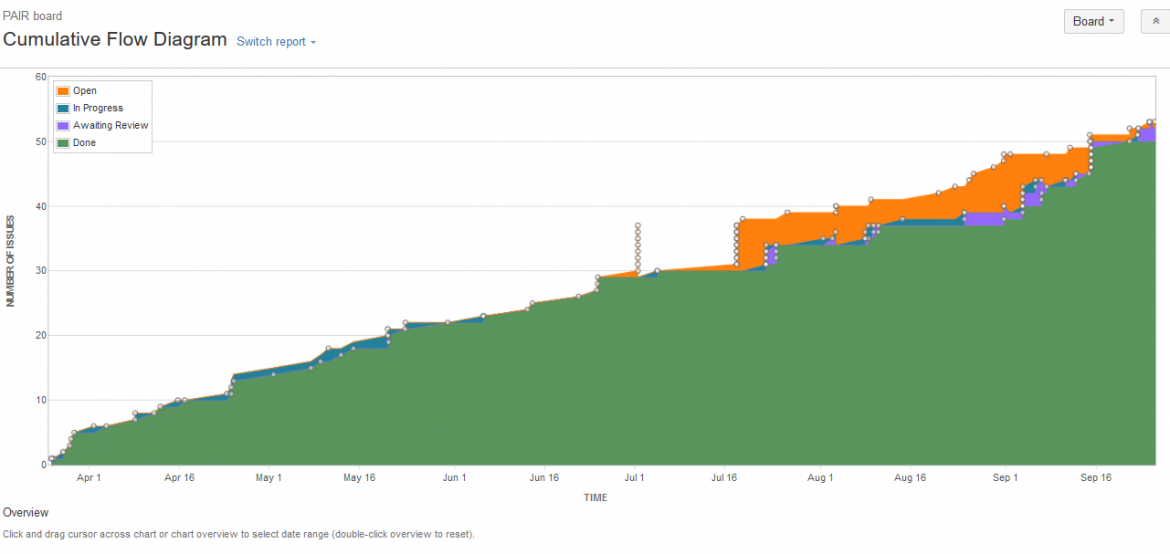 PAIR board
Cumulative Flow Diagram Switch report
Board
60
Open
In Progress
Awaiting Review
Done
50
40
30
20
10
0
NUMBER OF ISSUES
Apr 1 Apr 16 May 1 May 16 Jun 1 Jun 16 Jul 1 Jul 16 Aug 1 Aug 16 Sep 1 Sep 16
TIME
Overview
Click and drag cursor across chart or chart overview to select date range (double-click overview to reset).